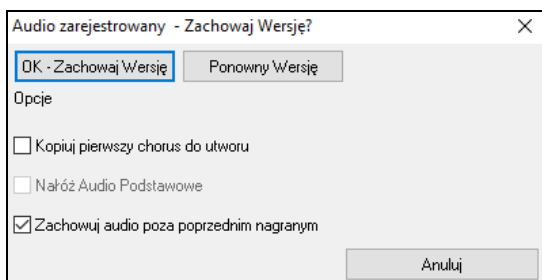 Audio zarejestrowany - Zachowaj Wersję?
OK - Zachowaj Wersję Ponowny Wersję
Opcje
Kopiuj pierwszy chorus do utworu
Nałóż Audio Podstawowe
Zachowuj audio poza poprzednim nagranym
Anuluj